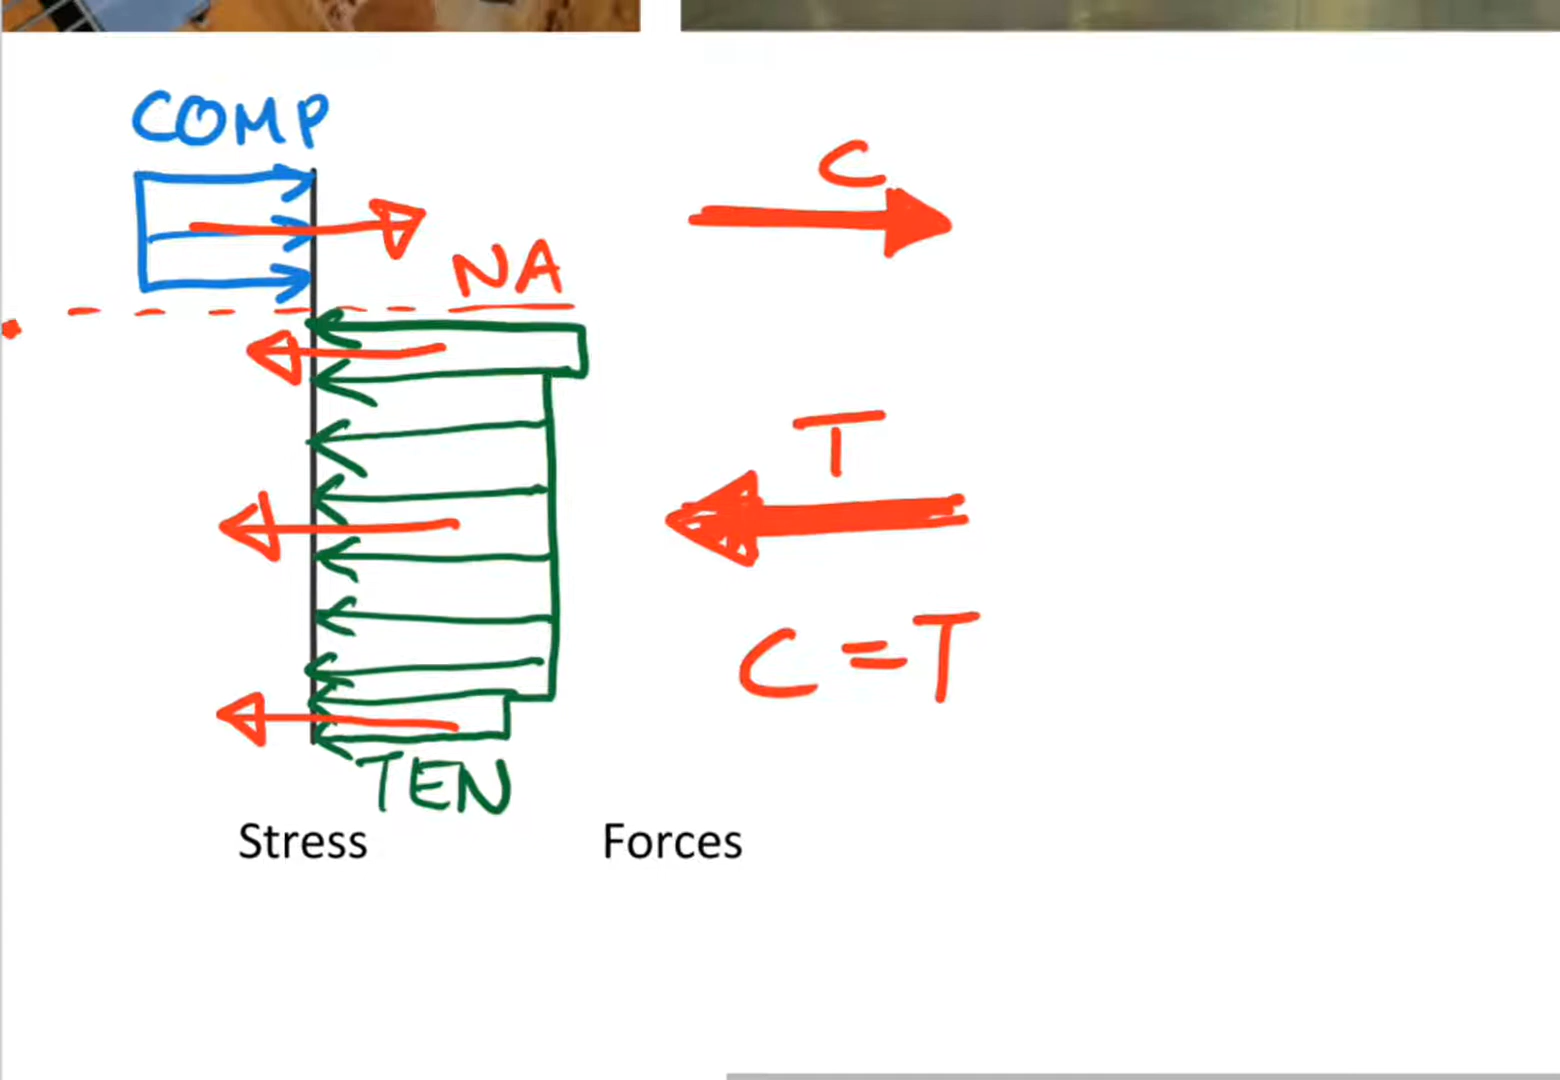 COMP
C
NA
T
C = T
TEN
Stress
Forces